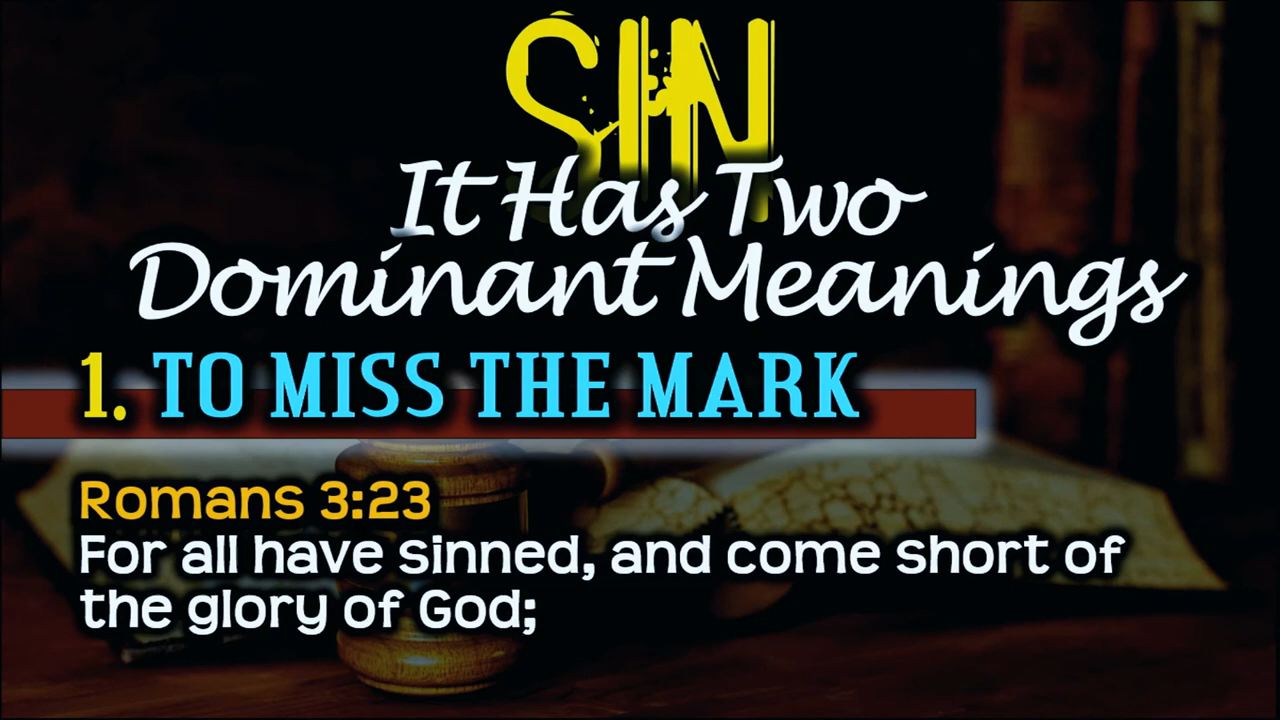 SIN
It Has Two
Dominant Meanings
1. TO MISS THE MARK
Romans 3:23
For all have sinned, and come short of
the glory of God;